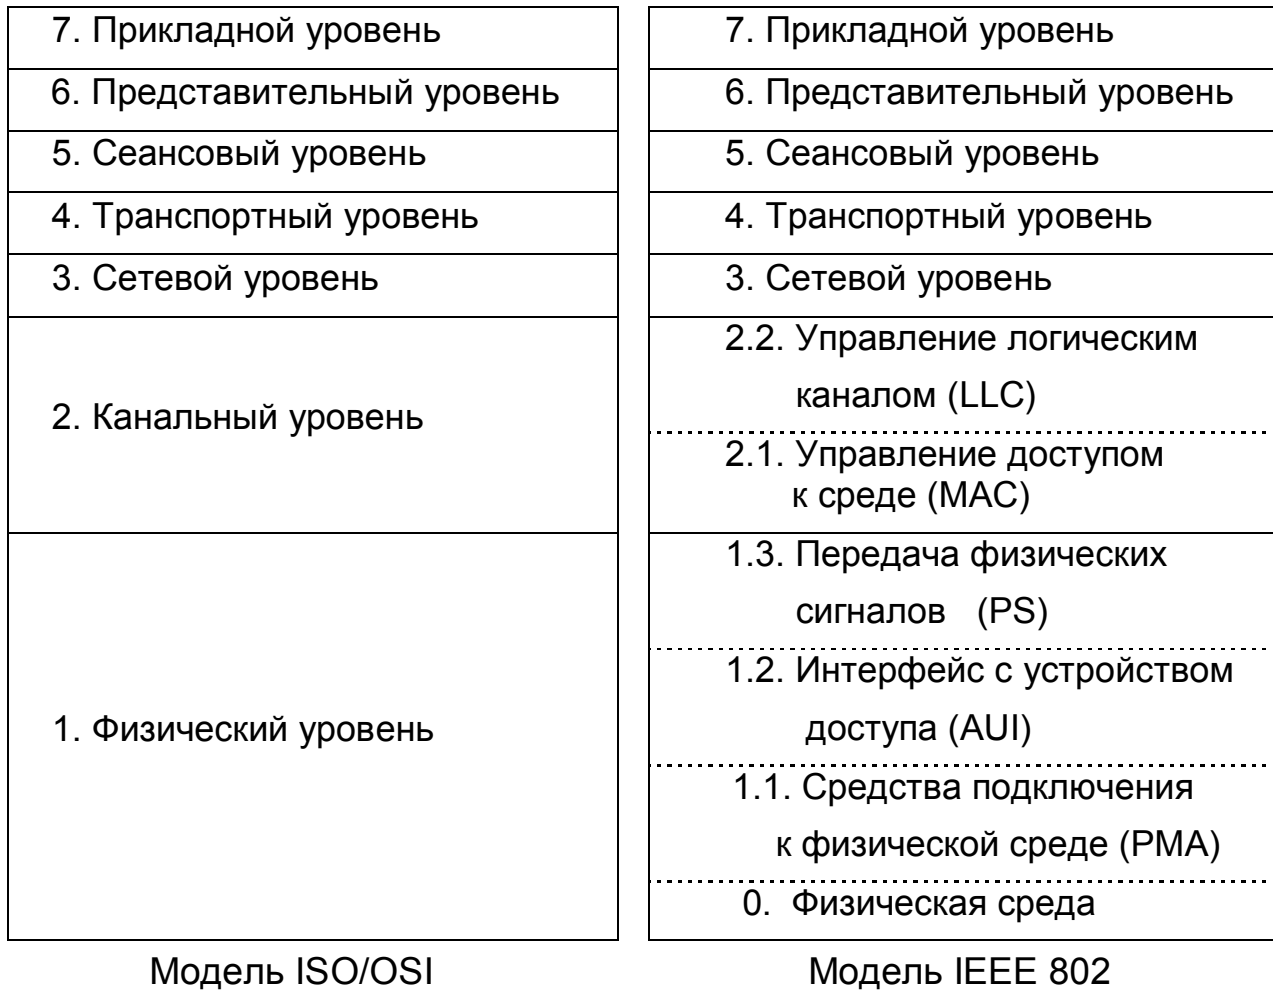 7. Прикладной уровень
6. Представительный уровень
5. Сеансовый уровень
4. Транспортный уровень
3. Сетевой уровень
2. Канальный уровень
1. Физический уровень
Модель ISO/OSI
7. Прикладной уровень
6. Представительный уровень
5. Сеансовый уровень
4. Транспортный уровень
3. Сетевой уровень
2.2. Управление логическим
каналом (LLC)
2.1. Управление доступом
к среде (MAC)
1.3. Передача физических
сигналов (PS)
1.2. Интерфейс с устройством
доступа (AUI)
1.1. Средства подключения
к физической среде (PMA)
0. Физическая среда
Модель IEEE 802